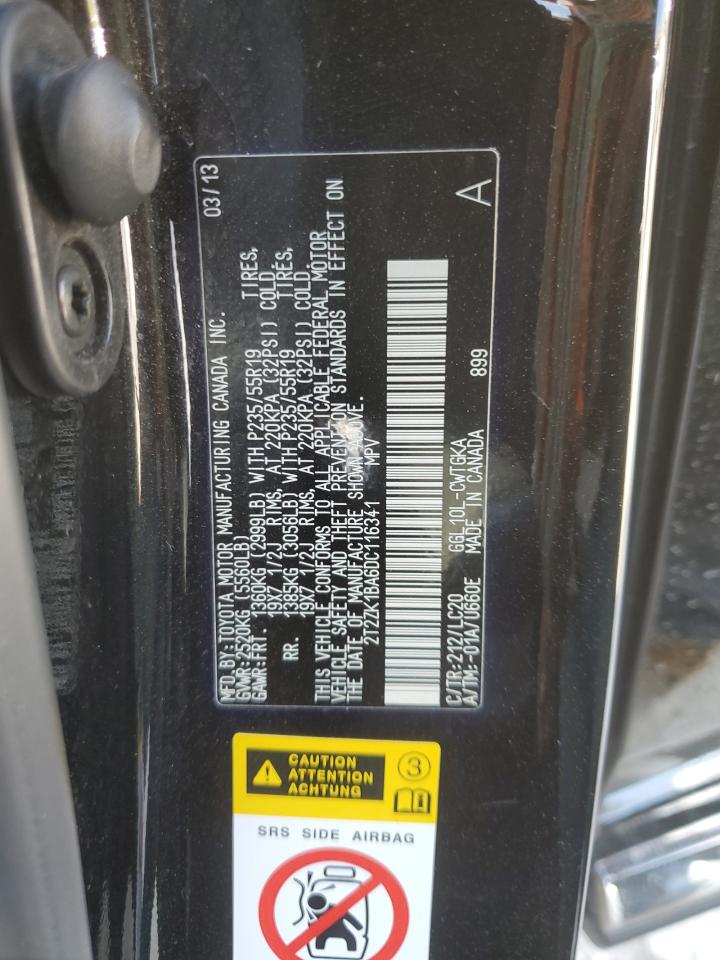 MFD. BY: TOYOTA MOTOR MANUFACTURING CANADA INC. 03/13
GVWR: 2520KG (5560LB)
GAWR: FRT. 1360KG (2999LB) WITH P235/55R19 TIRES,
19X7 1/2J RIMS, AT 220KPA (32PSI) COLD
RR. 1385KG (3056LB) WITH P235/55R19 TIRES,
19X7 1/2J RIMS, AT 220KPA (32PSI) COLD
THIS VEHICLE CONFORMS TO ALL APPLICABLE FEDERAL MOTOR
VEHICLE SAFETY AND THEFT PREVENTION STANDARDS IN EFFECT ON
THE DATE OF MANUFACTURE SHOWN ABOVE.
2T2ZK1BA6DC116341 MPV
C/TR:212/LC20 GGL10L-CWTGKA 899 A
A/TM:-01A/U660E MADE IN CANADA
CAUTION
ATTENTION
ACHTUNG
3
SRS SIDE AIRBAG